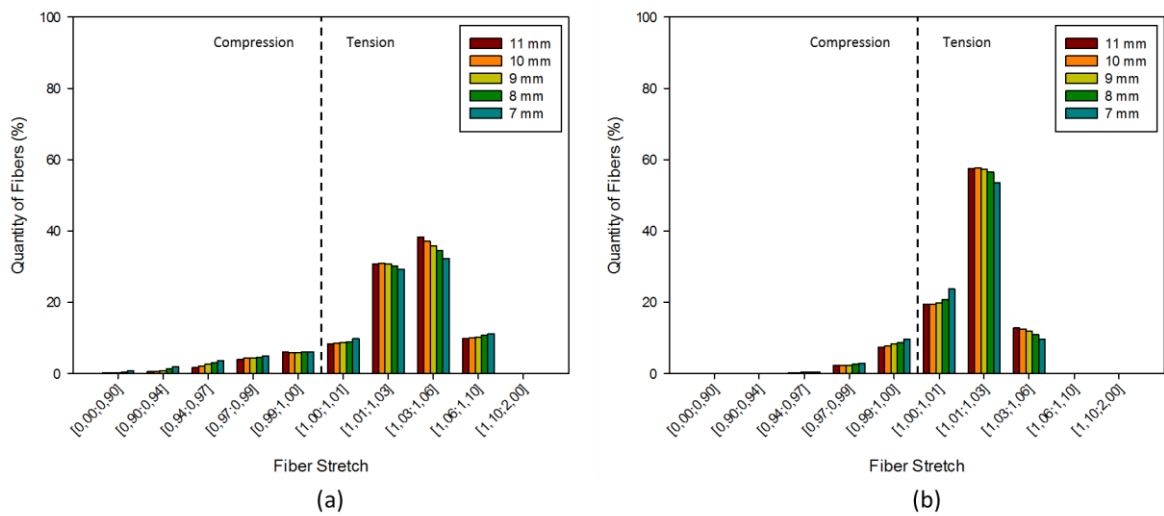 100
80
60
40
20
0
Quantity of Fibers (%)
Compression
Tension
11 mm
10 mm
9 mm
8 mm
7 mm
[0,00;0,90]
[0,90;0,94]
[0,94;0,97]
[0,97;0,99]
[0,99;1,00]
[1,00;1,01]
[1,01;1,03]
[1,03;1,06]
[1,06;1,10]
[1,10;2,00]
Fiber Stretch
(a)
100
80
60
40
20
0
Quantity of Fibers (%)
Compression
Tension
11 mm
10 mm
9 mm
8 mm
7 mm
[0,00;0,90]
[0,90;0,94]
[0,94;0,97]
[0,97;0,99]
[0,99;1,00]
[1,00;1,01]
[1,01;1,03]
[1,03;1,06]
[1,06;1,10]
[1,10;2,00]
Fiber Stretch
(b)